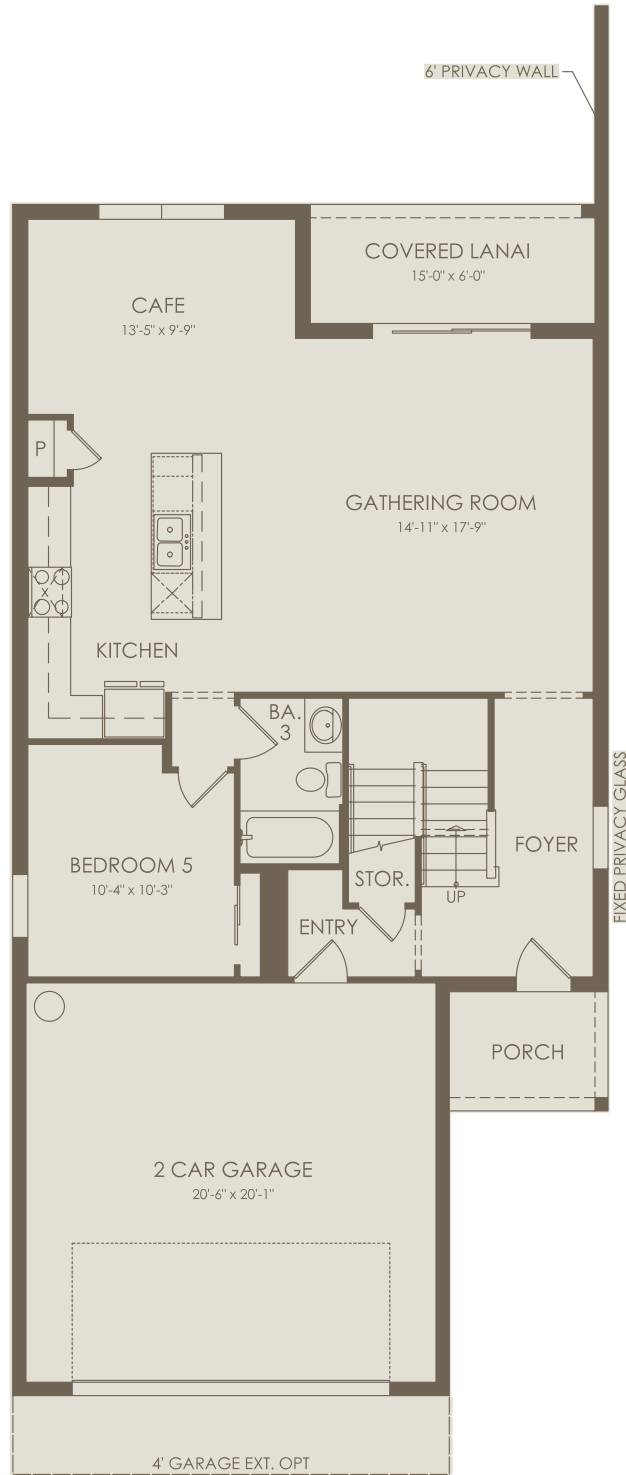 6' PRIVACY WALL
COVERED LANAI
15'-0" x 6'-0"
CAFE
13'-5" x 9'-9"
P
GATHERING ROOM
14'-11" x 17'-9"
X
KITCHEN
BA.
3
FIXED PRIVACY GLASS
FOYER
BEDROOM 5
10'-4" x 10'-3"
STOR.
UP
ENTRY
PORCH
2 CAR GARAGE
20'-6" x 20'-1"
4' GARAGE EXT. OPT